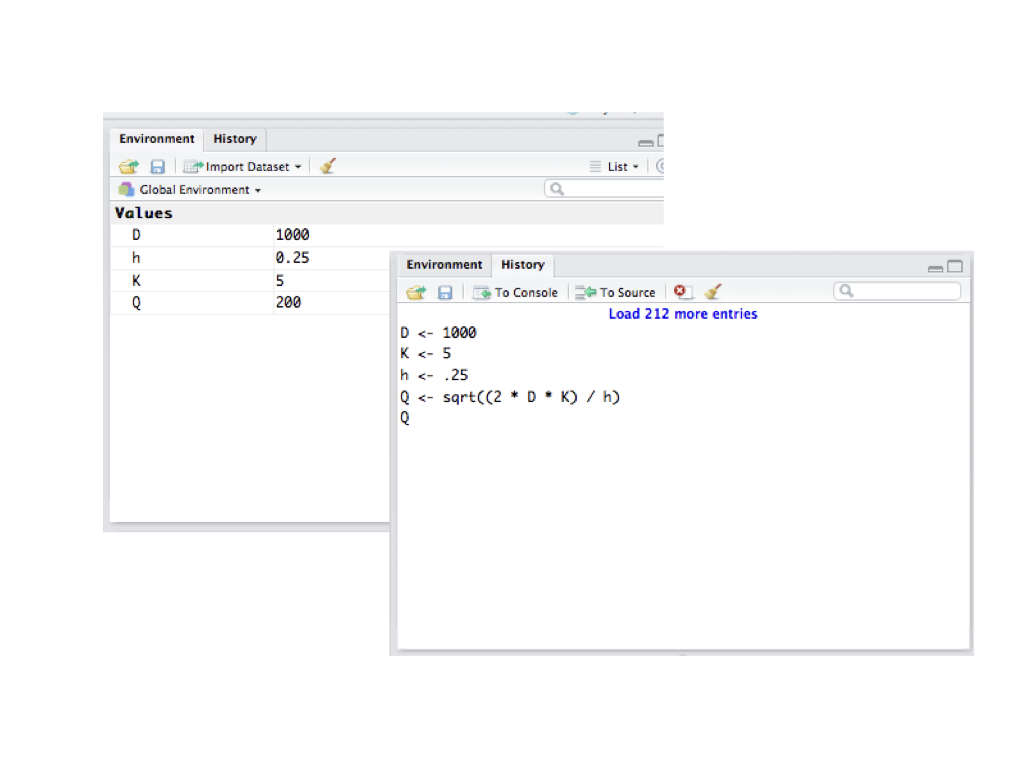 Environment History
Import Dataset List
Global Environment
Values
D 1000
h 0.25
K 5
Q 200
Environment History
To Console To Source
Load 212 more entries
D <- 1000
K <- 5
h <- .25
Q <- sqrt((2 * D * K) / h)
Q